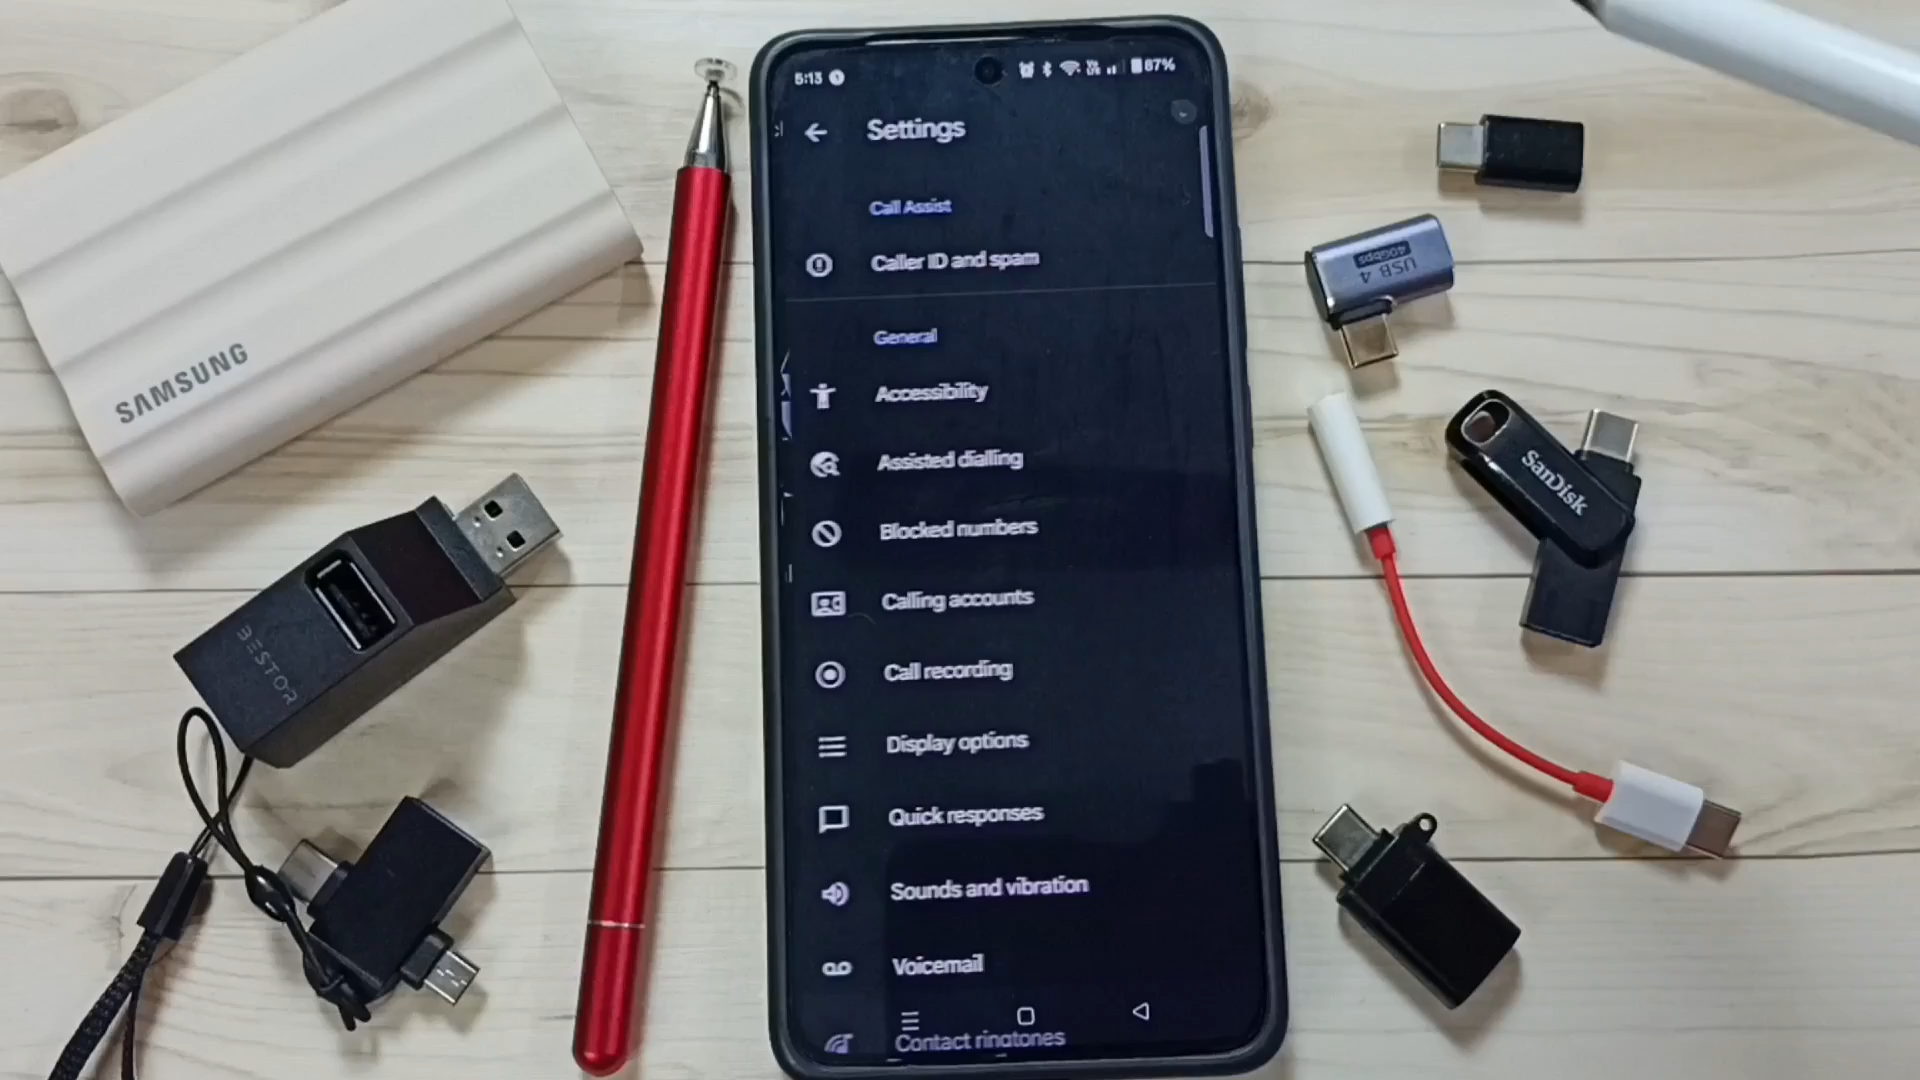 5:13
87%
Settings
Call Assist
Caller ID and spam
General
Accessibility
Assisted dialling
Blocked numbers
Calling accounts
Call recording
Display options
Quick responses
Sounds and vibration
Voicemail
Contact ringtones
SAMSUNG
BESTOR
USB 4
40Gbps
SanDisk